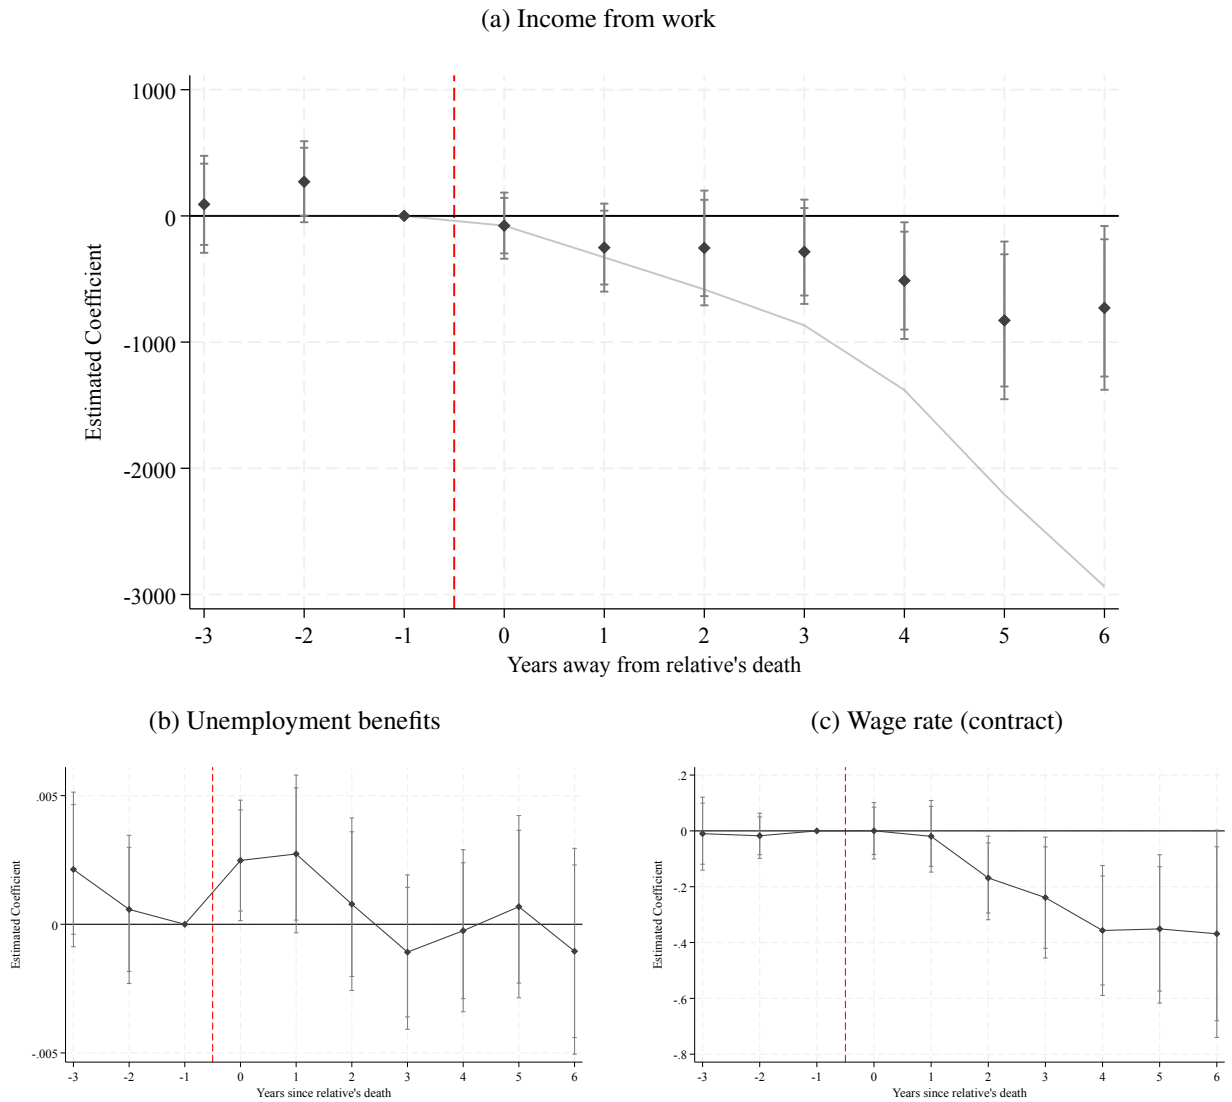 (a) Income from work
1000
0
-1000
-2000
-3000
Estimated Coefficient
-3 -2 -1 0 1 2 3 4 5 6
Years away from relative's death
(b) Unemployment benefits
.005
0
-.005
Estimated Coefficient
-3 -2 -1 0 1 2 3 4 5 6
Years since relative's death
(c) Wage rate (contract)
.2
0
-.2
-.4
-.6
-.8
Estimated Coefficient
-3 -2 -1 0 1 2 3 4 5 6
Years since relative's death